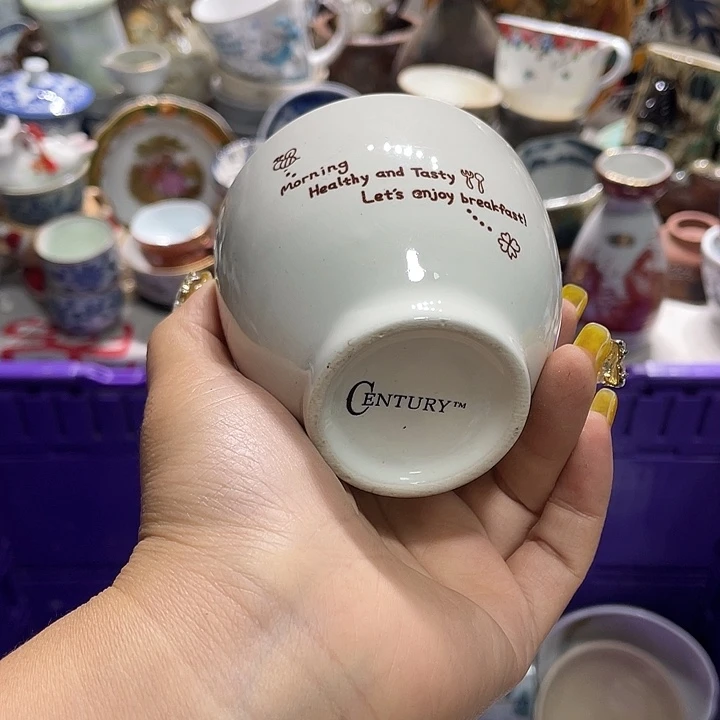 Morning
Healthy and Tasty
Let's enjoy breakfast!
CENTURY™